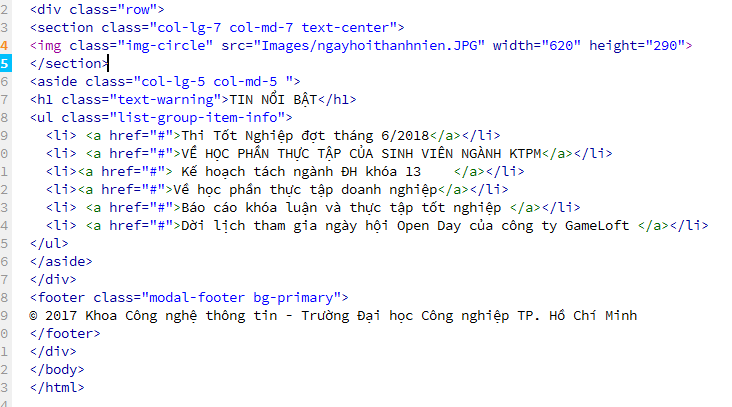 2 <div class="row">
3 <section class="col-lg-7 col-md-7 text-center">
4 <img class="img-circle" src="Images/ngayhoithanhnien.JPG" width="620" height="290">
5 </section>
6 <aside class="col-lg-5 col-md-5 ">
7 <h1 class="text-warning">TIN NỔI BẬT</h1>
8 <ul class="list-group-item-info">
9 <li> <a href="#">Thi Tốt Nghiệp đợt tháng 6/2018</a></li>
0 <li> <a href="#">VỀ HỌC PHẦN THỰC TẬP CỦA SINH VIÊN NGÀNH KTPM</a></li>
1 <li><a href="#"> Kế hoạch tách ngành ĐH khóa 13    </a></li>
2 <li><a href="#">Về học phần thực tập doanh nghiệp</a></li>
3 <li> <a href="#">Báo cáo khóa luận và thực tập tốt nghiệp </a></li>
4 <li> <a href="#">Dời lịch tham gia ngày hội Open Day của công ty GameLoft </a></li>
5 </ul>
6 </aside>
7 </div>
8 <footer class="modal-footer bg-primary">
9 © 2017 Khoa Công nghệ thông tin - Trường Đại học Công nghiệp TP. Hồ Chí Minh
0 </footer>
1 </div>
2 </body>
3 </html>
4